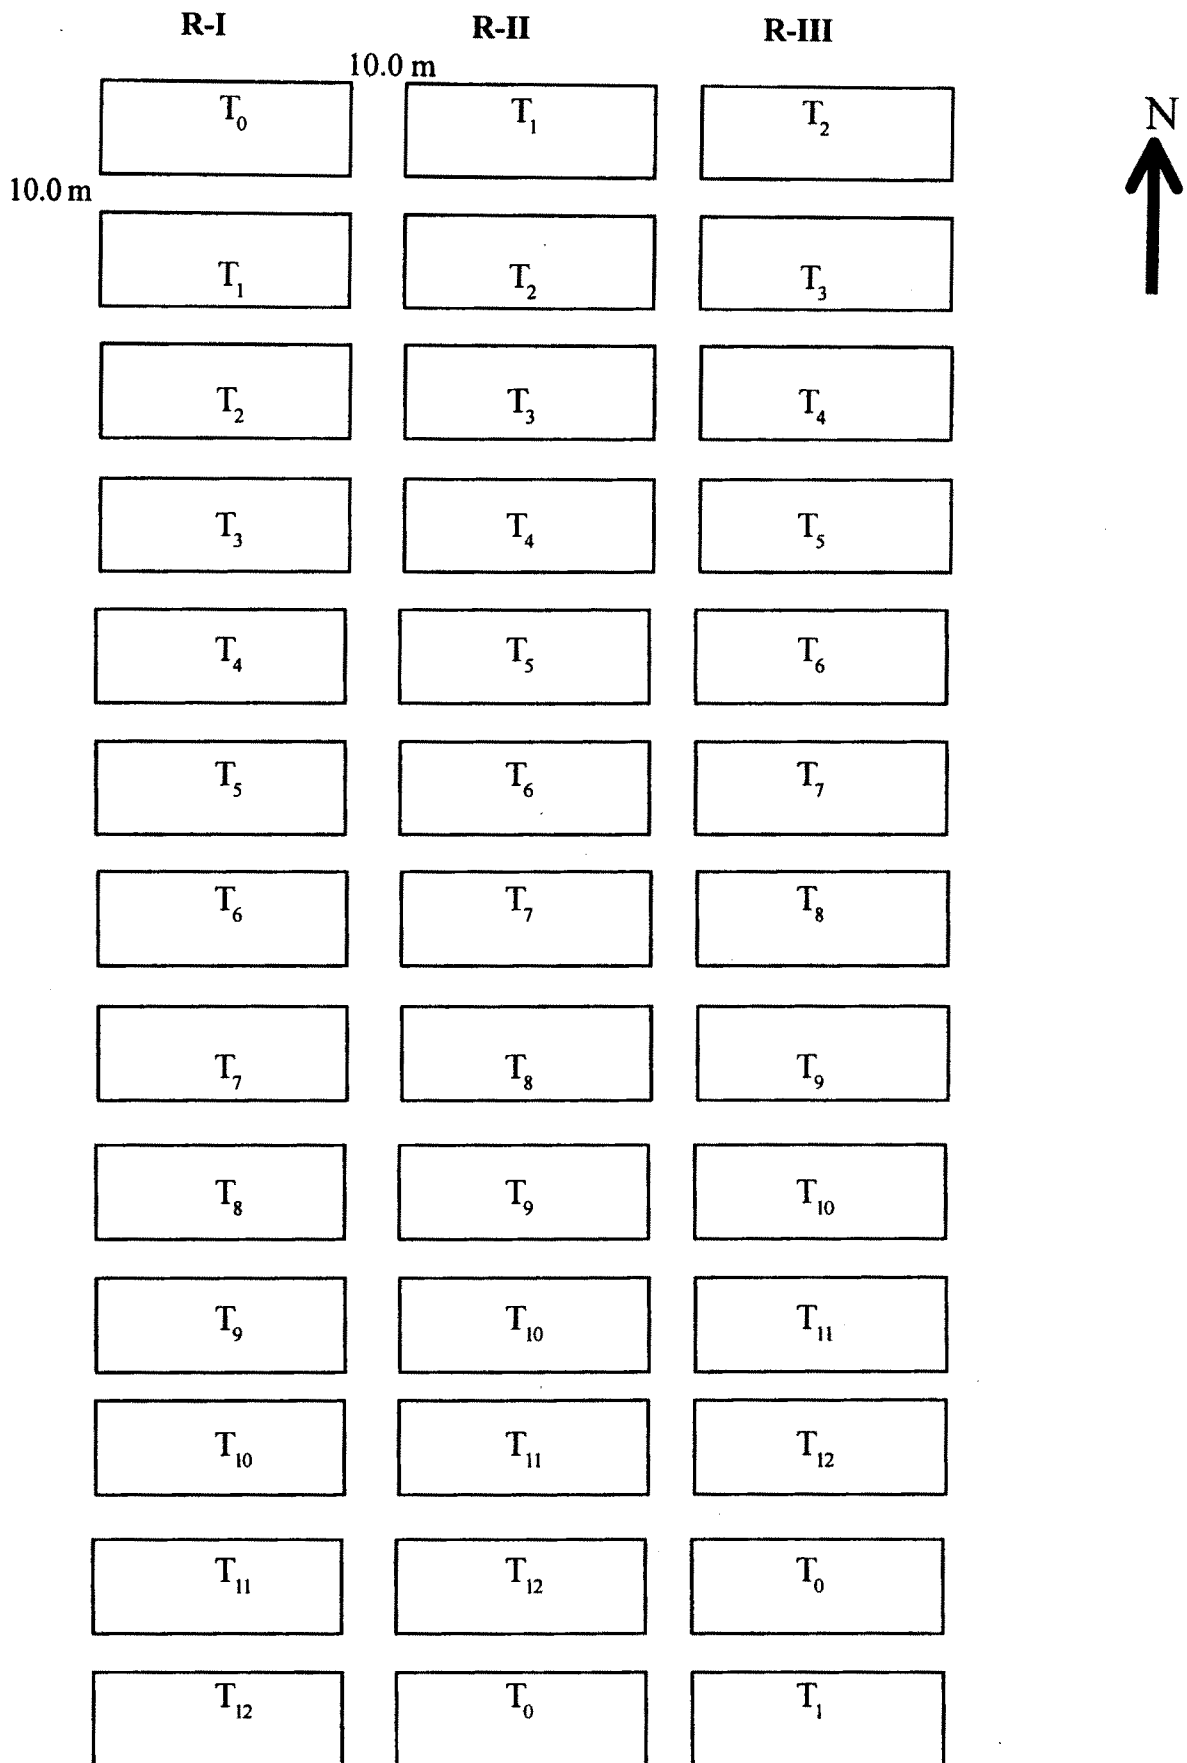 R-I R-II R-III
10.0 m
N
T₀ T₁ T₂
10.0 m
T₁ T₂ T₃
T₂ T₃ T₄
T₃ T₄ T₅
T₄ T₅ T₆
T₅ T₆ T₇
T₆ T₇ T₈
T₇ T₈ T₉
T₈ T₉ T₁₀
T₉ T₁₀ T₁₁
T₁₀ T₁₁ T₁₂
T₁₁ T₁₂ T₀
T₁₂ T₀ T₁